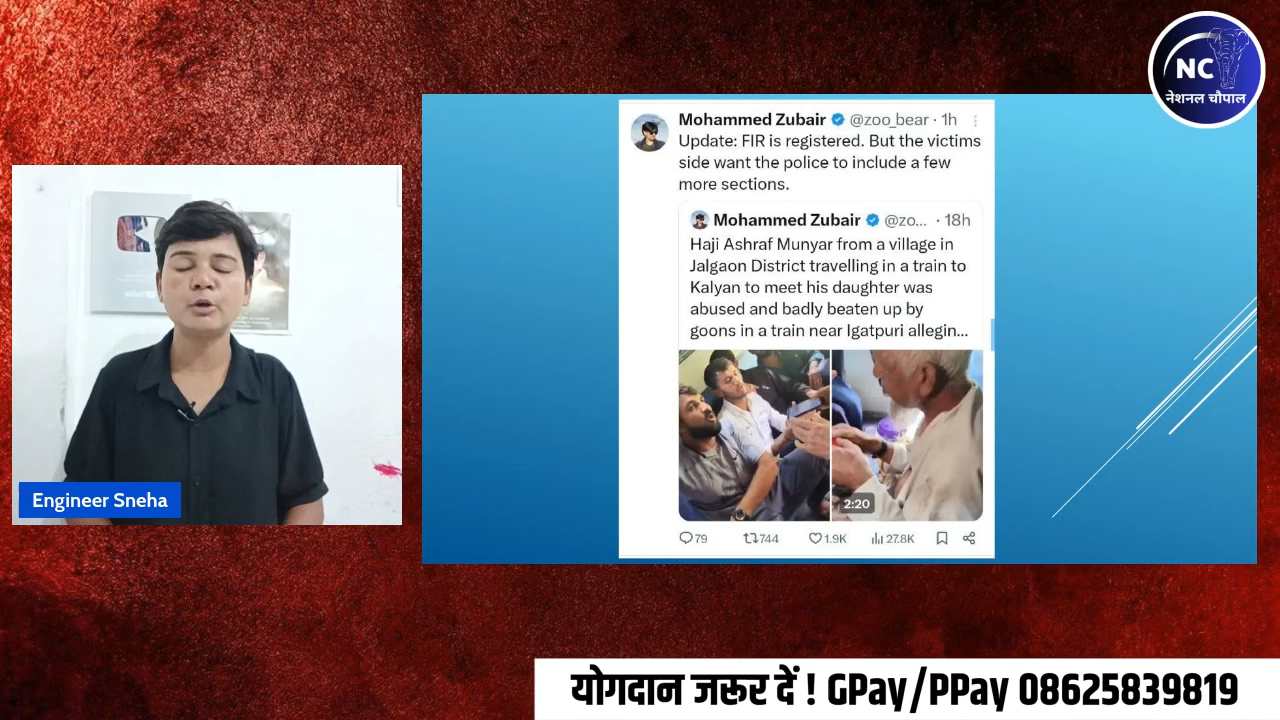 NC
नेशनल चौपाल
Mohammed Zubair @zoo_bear · 1h
Update: FIR is registered. But the victims
side want the police to include a few
more sections.
Mohammed Zubair @zo... · 18h
Haji Ashraf Munyar from a village in
Jalgaon District travelling in a train to
Kalyan to meet his daughter was
abused and badly beaten up by
goons in a train near Igatpuri allegin...
2:20
79 744 1.9K 27.8K
Engineer Sneha
योगदान जरूर दें ! GPay/PPay 08625839819